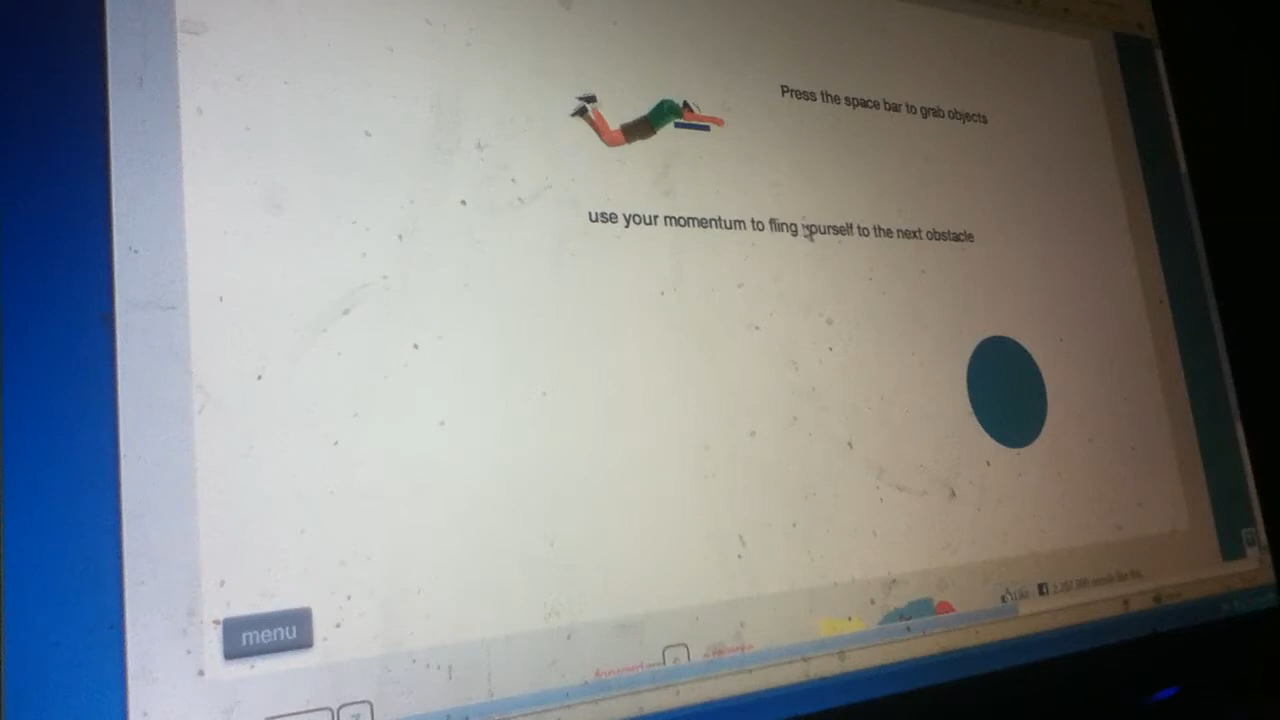 Press the space bar to grab objects
use your momentum to fling yourself to the next obstacle
menu